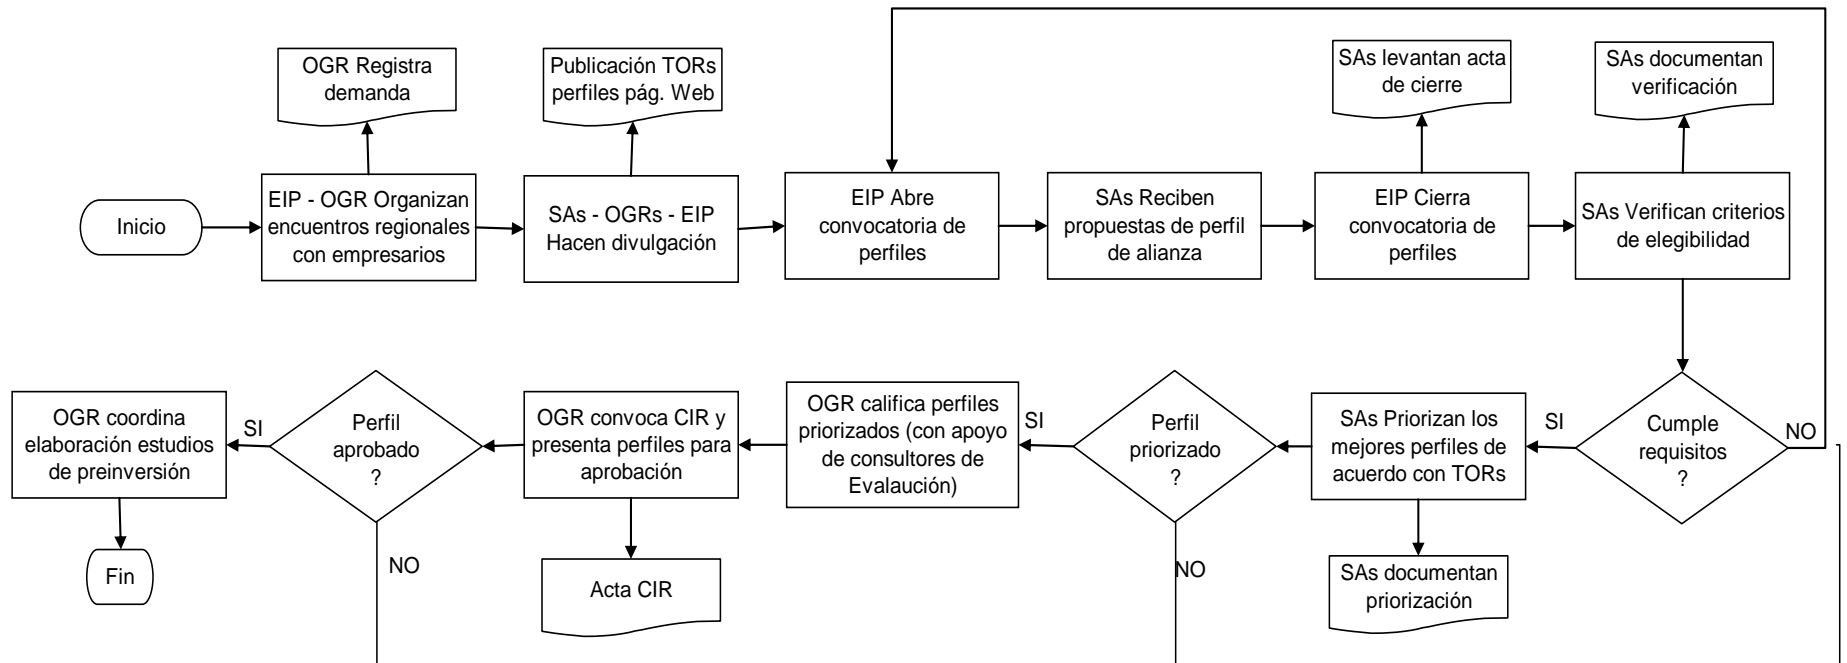 OGR Registra
demanda
Publicación TORs
perfiles pág. Web
SAs levantan acta
de cierre
SAs documentan
verificación
Inicio
EIP - OGR Organizan
encuentros regionales
con empresarios
SAs - OGRs - EIP
Hacen divulgación
EIP Abre
convocatoria de
perfiles
SAs Reciben
propuestas de perfil
de alianza
EIP Cierra
convocatoria de
perfiles
SAs Verifican criterios
de elegibilidad
Cumple
requisitos
?
NO
SI
SAs Priorizan los
mejores perfiles de
acuerdo con TORs
SAs documentan
priorización
Perfil
priorizado
?
NO
SI
OGR califica perfiles
priorizados (con apoyo
de consultores de
Evalaución)
OGR convoca CIR y
presenta perfiles para
aprobación
Acta CIR
Perfil
aprobado
?
NO
SI
OGR coordina
elaboración estudios
de preinversión
Fin